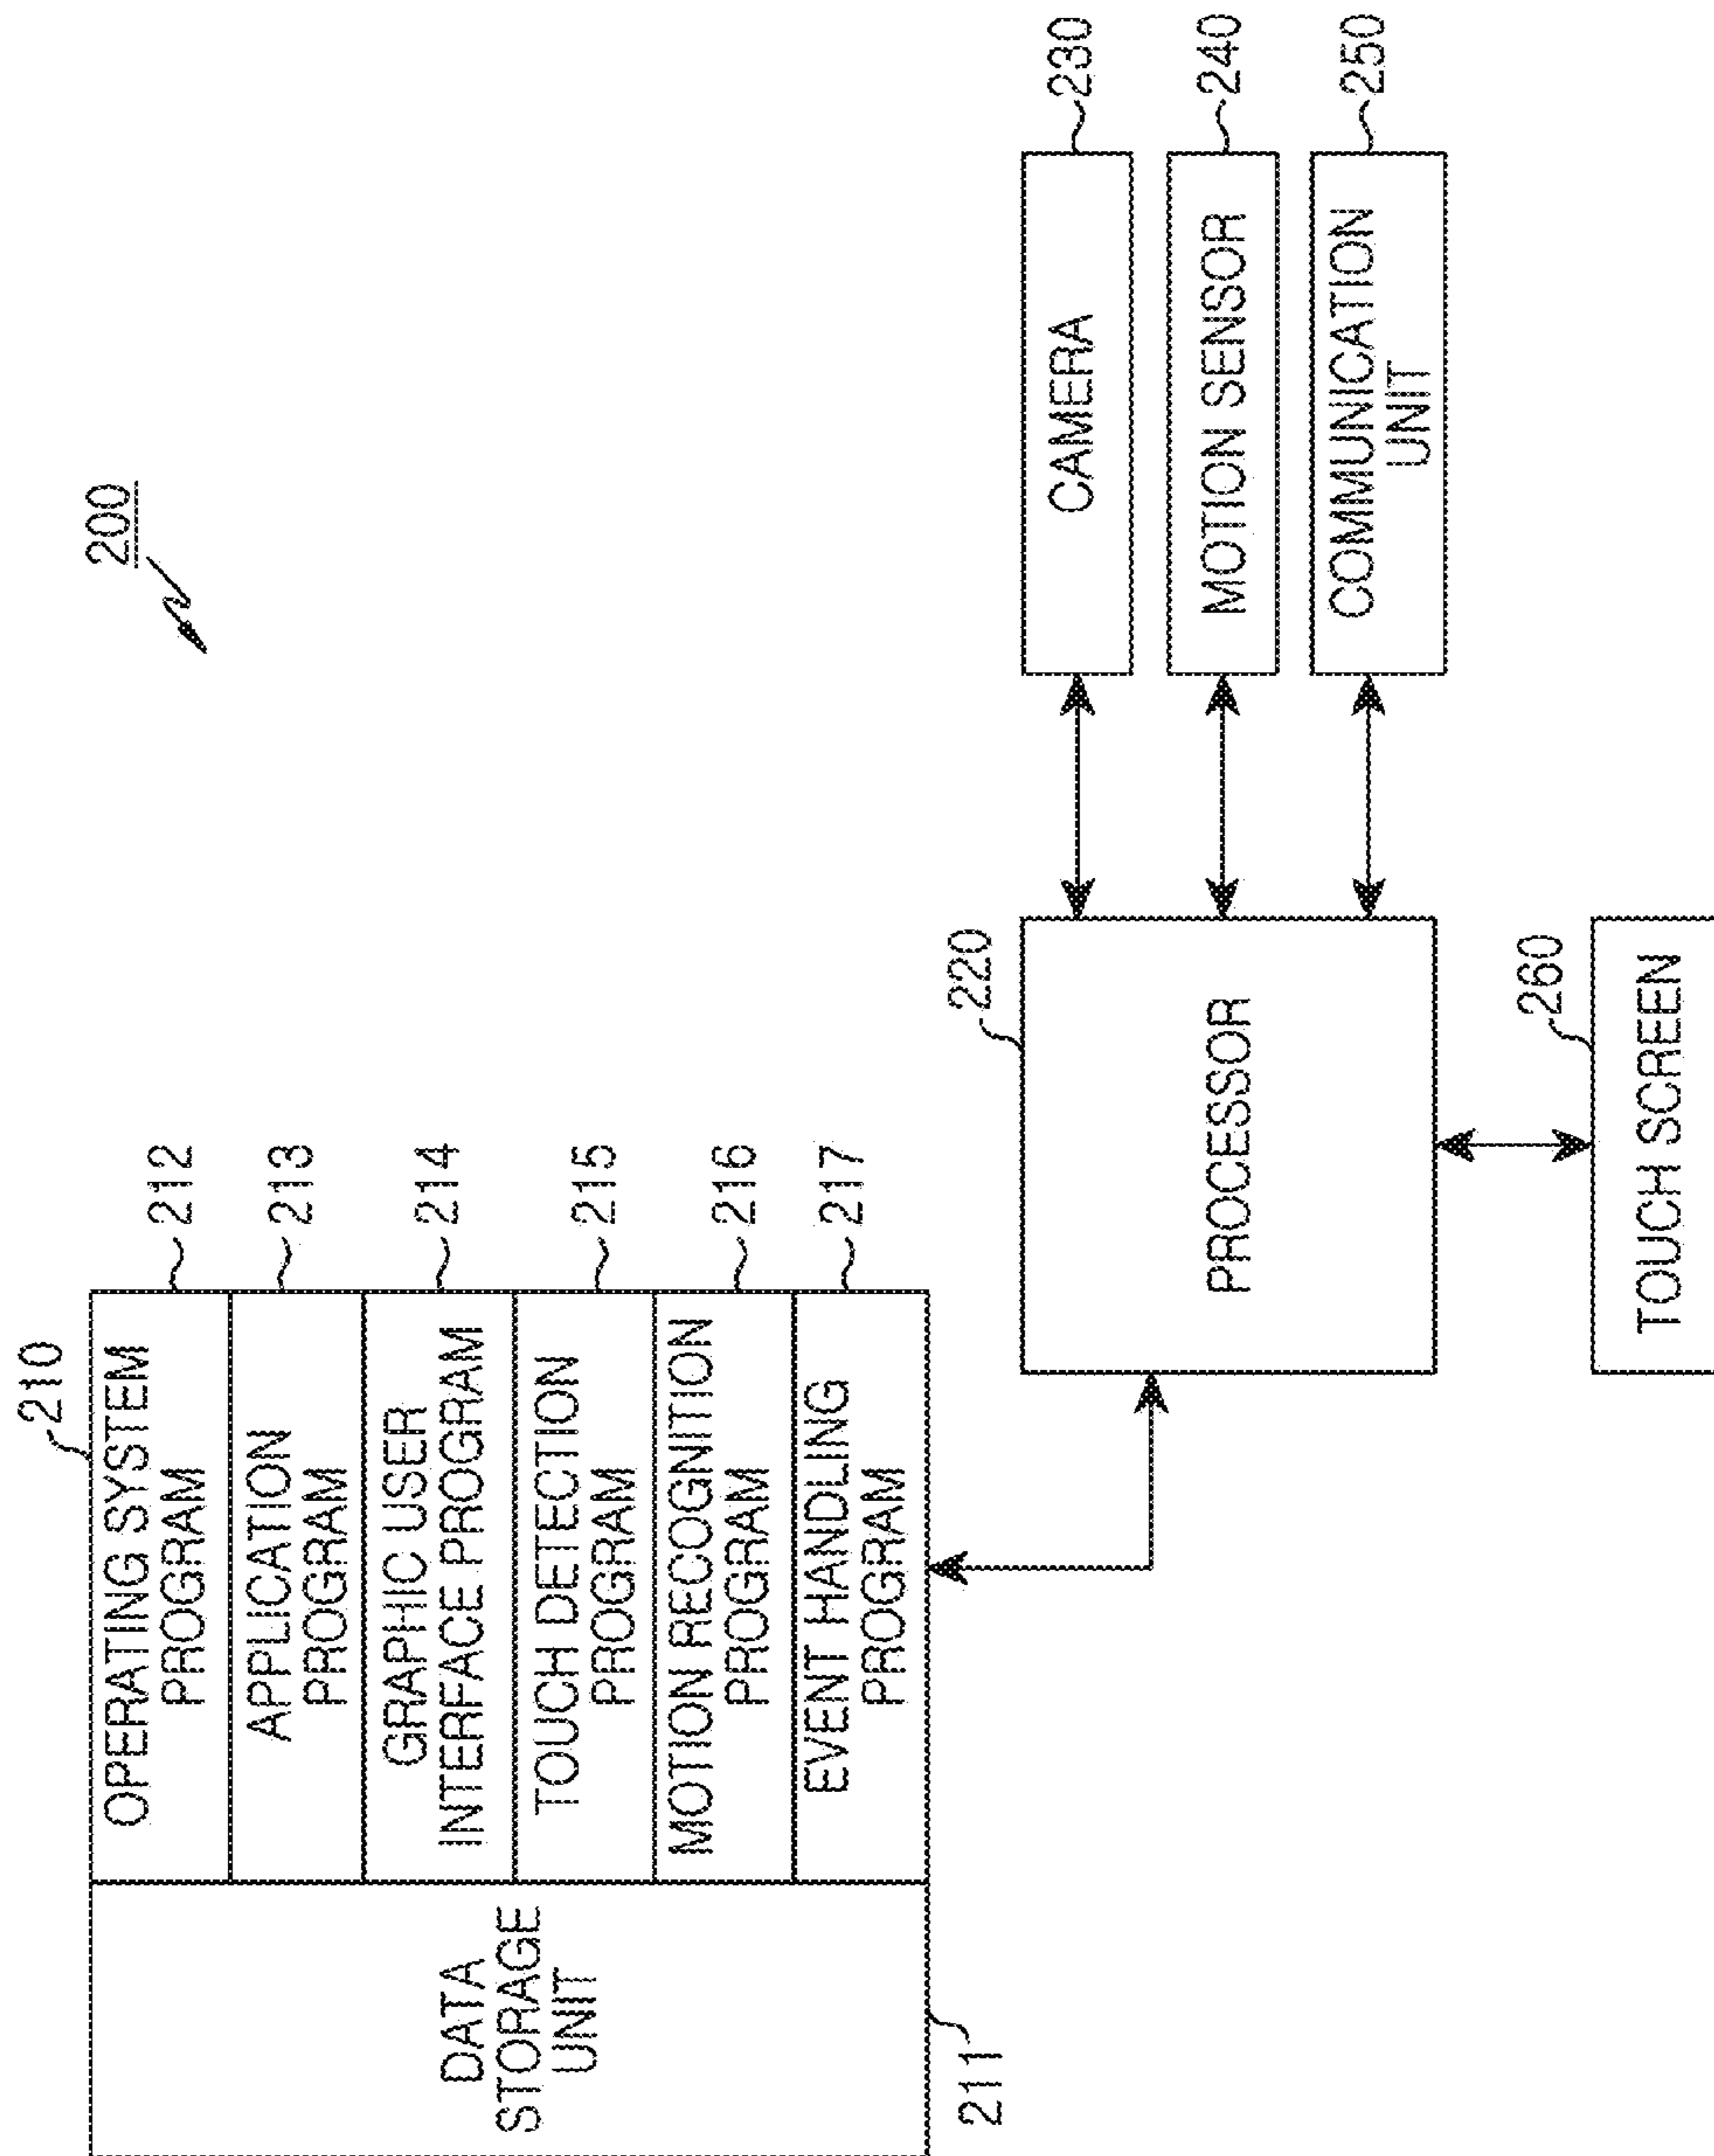 200
210
DATA
STORAGE
UNIT
211
OPERATING SYSTEM
PROGRAM
212
APPLICATION
PROGRAM
213
GRAPHIC USER
INTERFACE PROGRAM
214
TOUCH DETECTION
PROGRAM
215
MOTION RECOGNITION
PROGRAM
216
EVENT HANDLING
PROGRAM
217
220
PROCESSOR
CAMERA
230
MOTION SENSOR
240
COMMUNICATION
UNIT
250
260
TOUCH SCREEN